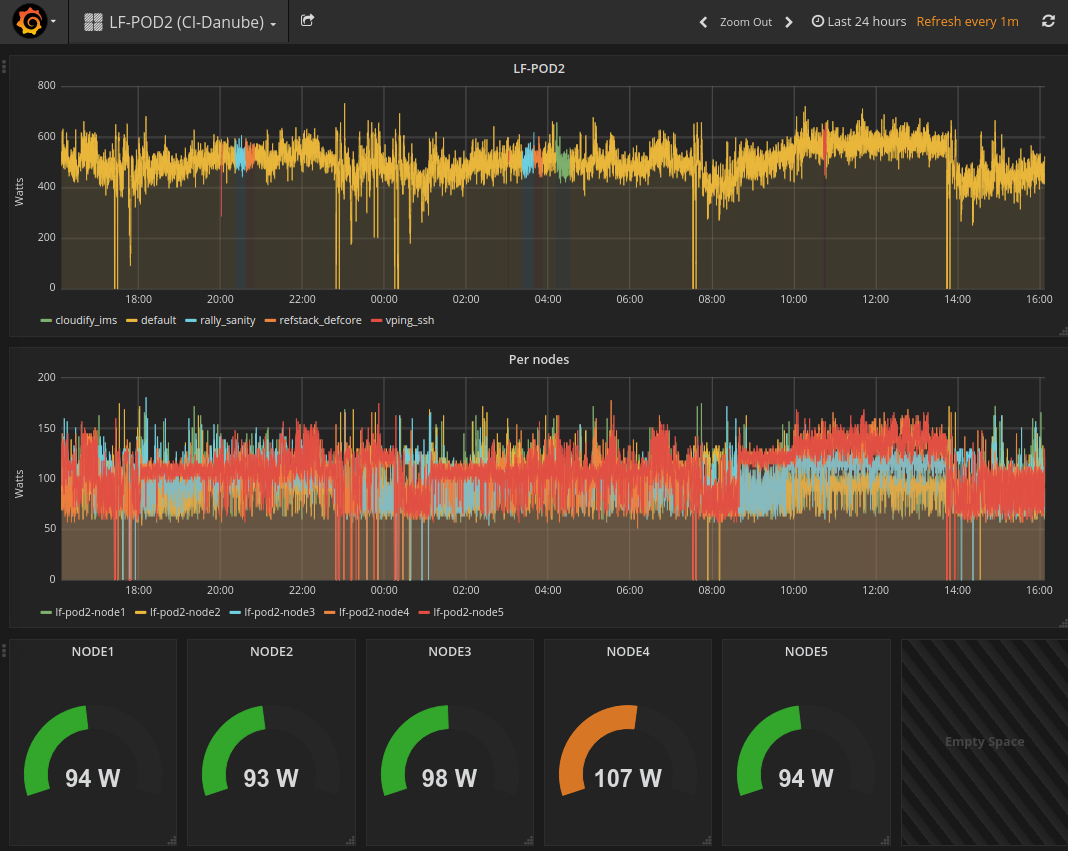 LF-POD2 (CI-Danube) Zoom Out Last 24 hours Refresh every 1m
LF-POD2
Watts
800
600
400
200
0
18:00 20:00 22:00 00:00 02:00 04:00 06:00 08:00 10:00 12:00 14:00 16:00
cloudify_ims default rally_sanity refstack_defcore vping_ssh
Per nodes
Watts
200
150
100
50
0
18:00 20:00 22:00 00:00 02:00 04:00 06:00 08:00 10:00 12:00 14:00 16:00
lf-pod2-node1 lf-pod2-node2 lf-pod2-node3 lf-pod2-node4 lf-pod2-node5
NODE1 NODE2 NODE3 NODE4 NODE5
Empty Space
94 W 93 W 98 W 107 W 94 W